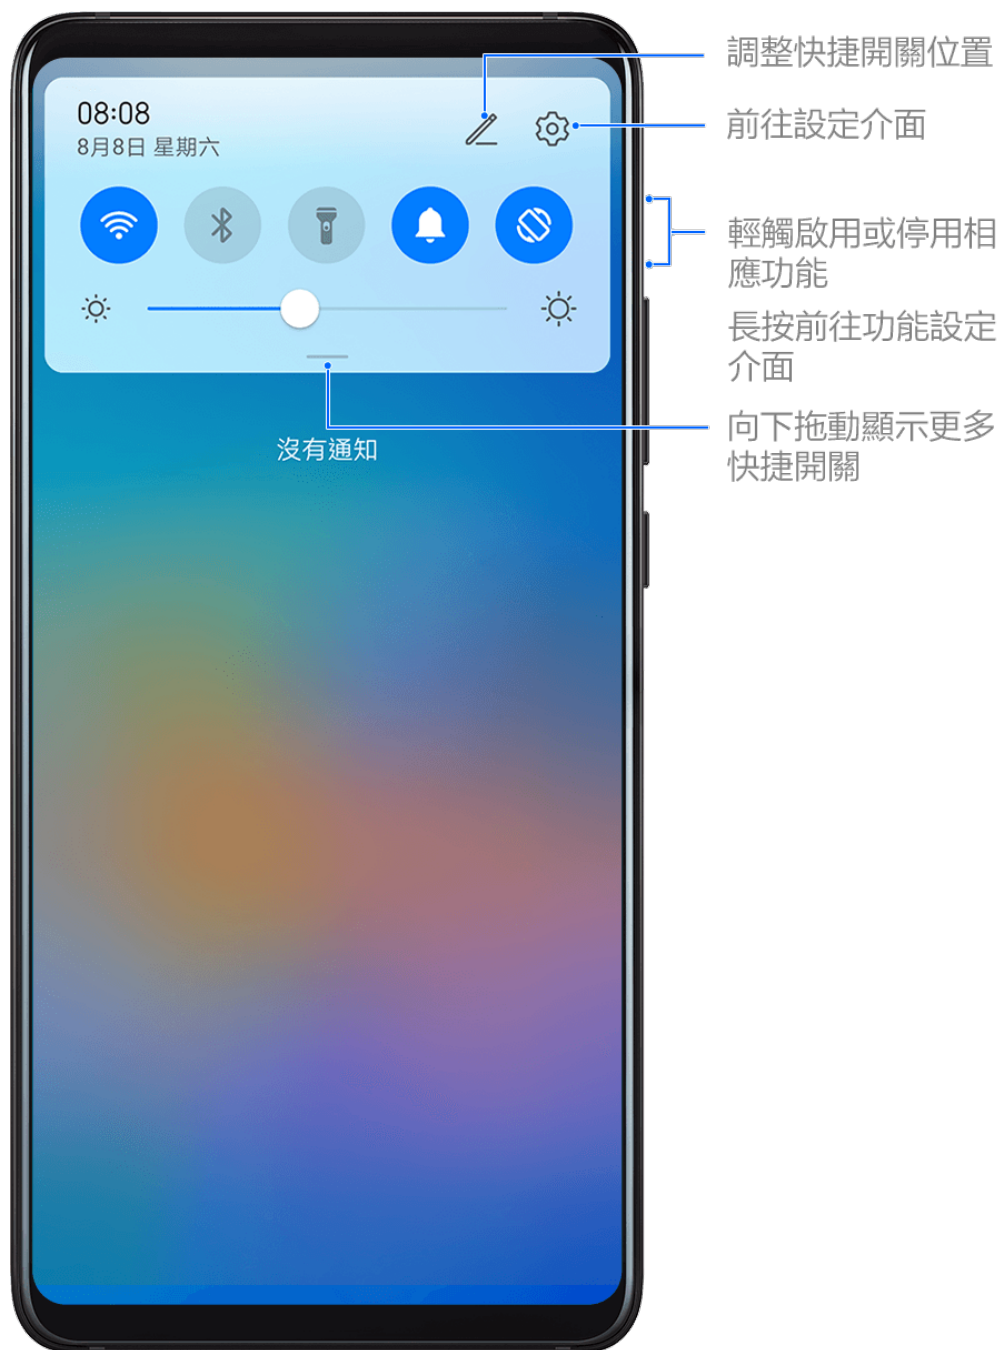 08:08
8月8日 星期六
沒有通知
調整快捷開關位置
前往設定介面
輕觸啟用或停用相
應功能
長按前往功能設定
介面
向下拖動顯示更多
快捷開關